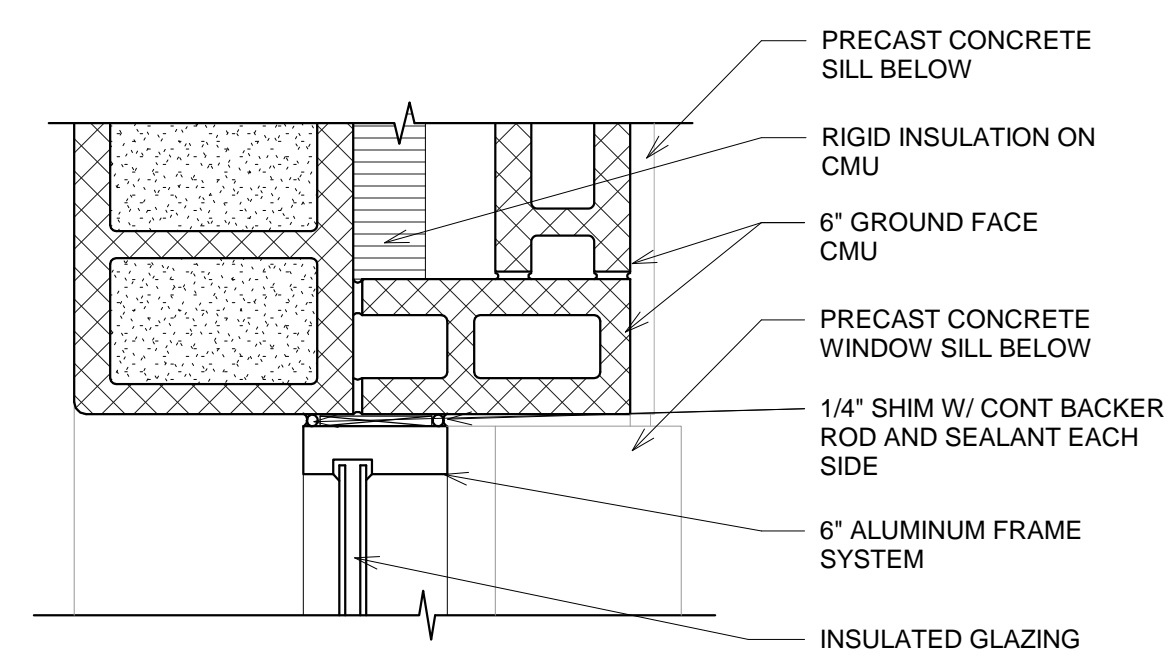 PRECAST CONCRETE
SILL BELOW
RIGID INSULATION ON
CMU
6" GROUND FACE
CMU
PRECAST CONCRETE
WINDOW SILL BELOW
1/4" SHIM W/ CONT BACKER
ROD AND SEALANT EACH
SIDE
6" ALUMINUM FRAME
SYSTEM
INSULATED GLAZING